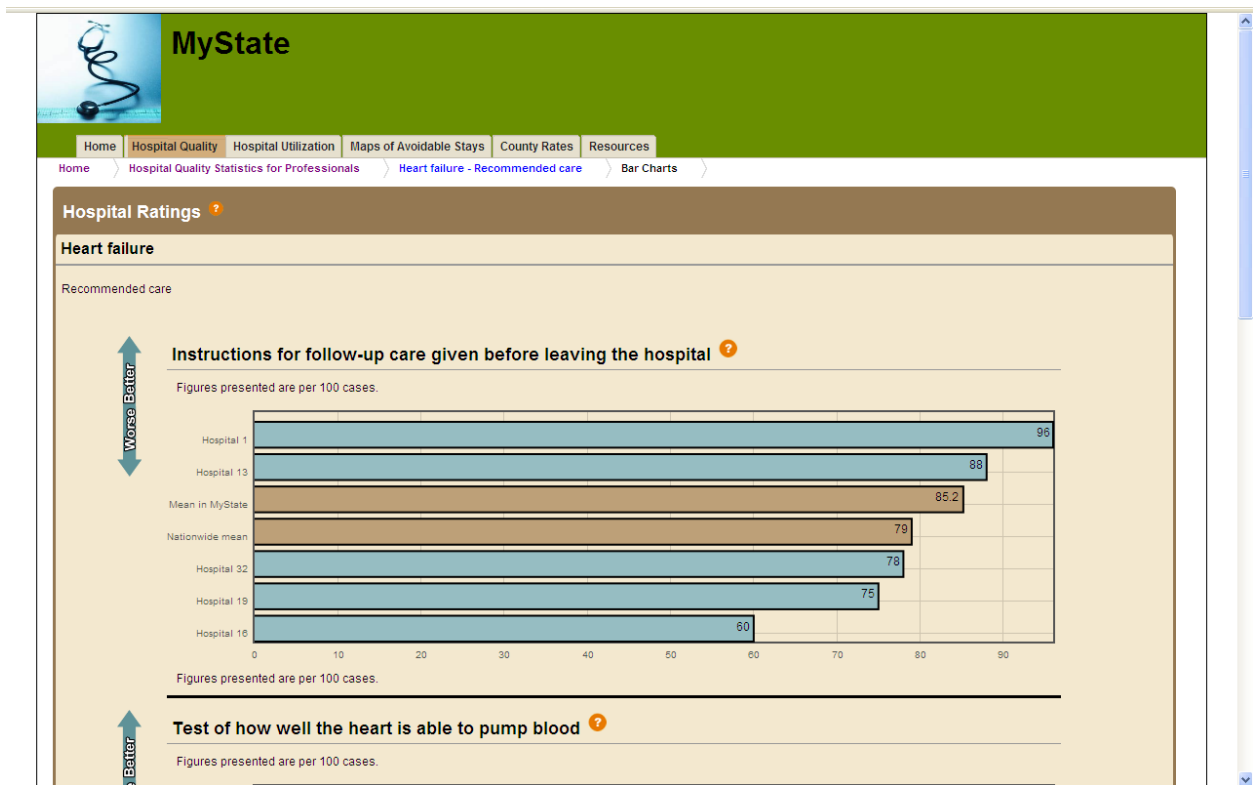 MyState
Home Hospital Quality Hospital Utilization Maps of Avoidable Stays County Rates Resources
Home Hospital Quality Statistics for Professionals Heart failure - Recommended care Bar Charts
Hospital Ratings ?
Heart failure
Recommended care
Worse Better
Instructions for follow-up care given before leaving the hospital ?
Figures presented are per 100 cases.
Hospital 1 96
Hospital 13 88
Mean in MyState 85.2
Nationwide mean 79
Hospital 32 78
Hospital 19 75
Hospital 16 60
0 10 20 30 40 50 60 70 80 90
Figures presented are per 100 cases.
Better
Test of how well the heart is able to pump blood ?
Figures presented are per 100 cases.